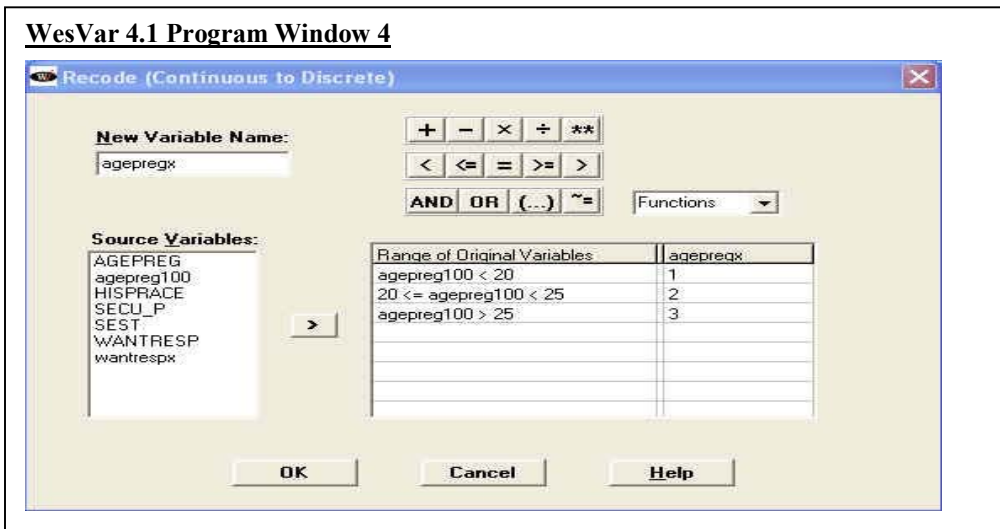 WesVar 4.1 Program Window 4
Recode (Continuous to Discrete)
New Variable Name:
agepregx
+ - × ÷ **
< <= = >= >
AND OR (...) ~=
Functions
Source Variables:
AGEPREG
agepreg100
HISPRACE
SECU_P
SEST
WANTRESP
wantrespx
>
Range of Original Variables agepregx
agepreg100 < 20 1
20 <= agepreg100 < 25 2
agepreg100 > 25 3
OK Cancel Help